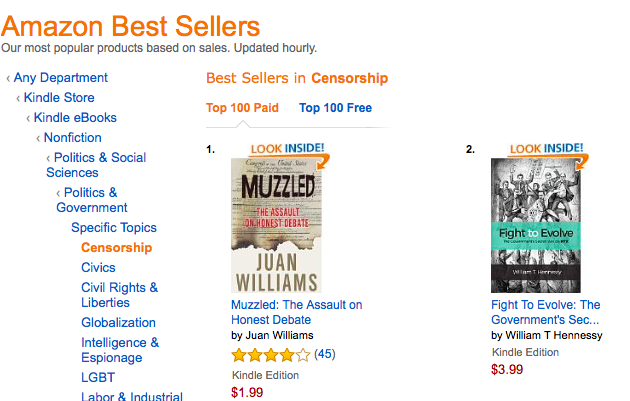 Amazon Best Sellers
Our most popular products based on sales. Updated hourly.
‹ Any Department
‹ Kindle Store
‹ Kindle eBooks
‹ Nonfiction
‹ Politics & Social
Sciences
‹ Politics &
Government
Specific Topics
Censorship
Civics
Civil Rights &
Liberties
Globalization
Intelligence &
Espionage
LGBT
Labor & Industrial
Best Sellers in Censorship
Top 100 Paid Top 100 Free
1.
LOOK INSIDE!
MUZZLED
THE ASSAULT
ON HONEST DEBATE
JUAN
WILLIAMS
Muzzled: The Assault on
Honest Debate
by Juan Williams
(45)
Kindle Edition
$1.99
2.
LOOK INSIDE!
Fight to Evolve
William T Hennessy
Fight To Evolve: The
Government's Sec...
by William T Hennessy
Kindle Edition
$3.99